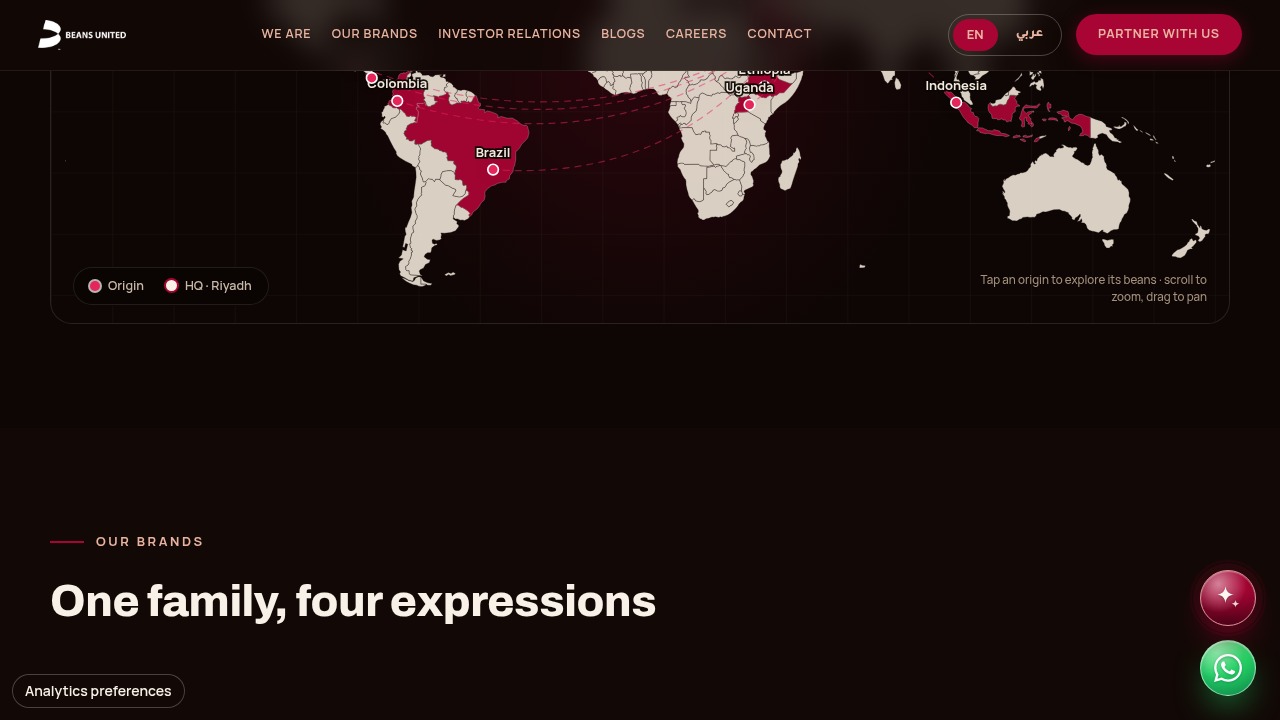 BEANS UNITED
WE ARE
OUR BRANDS
INVESTOR RELATIONS
BLOGS
CAREERS
CONTACT
EN
عربي
PARTNER WITH US
Ethiopia
Colombia
Uganda
Indonesia
Brazil
Origin
HQ · Riyadh
Tap an origin to explore its beans · scroll to
zoom, drag to pan
OUR BRANDS
One family, four expressions
Analytics preferences